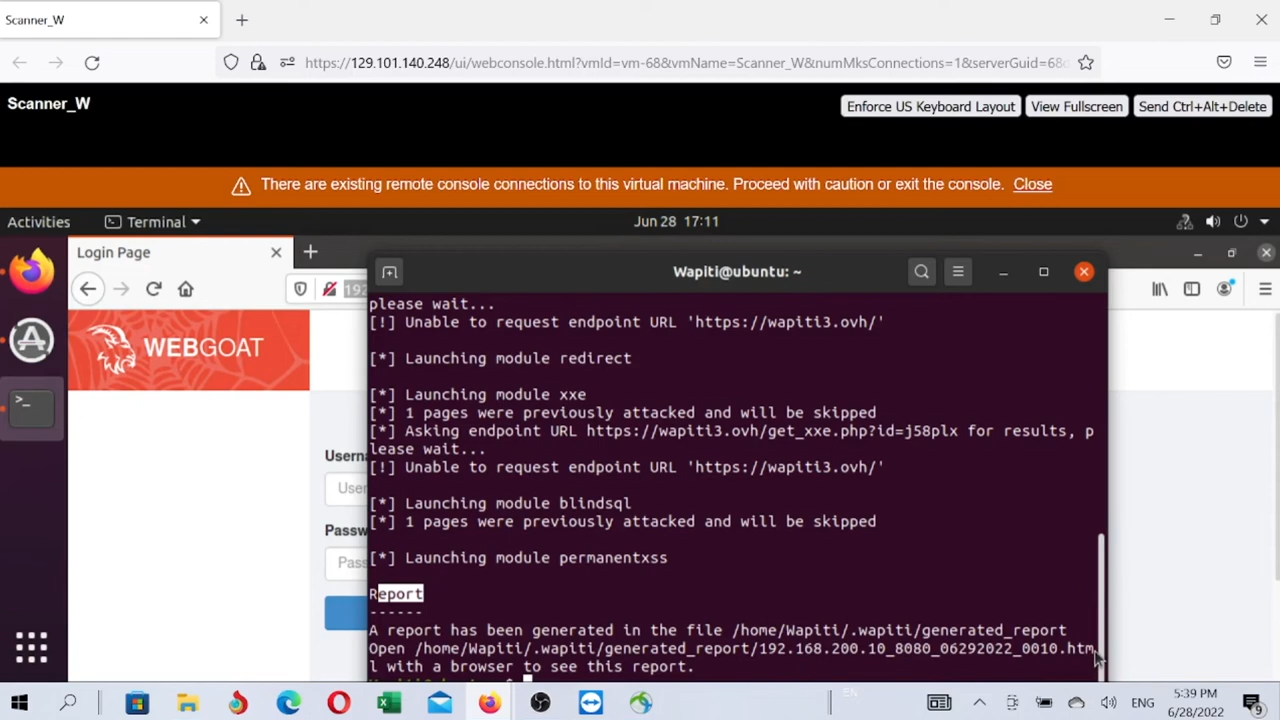 Scanner_W
https://129.101.140.248/ui/webconsole.html?vmId=vm-68&vmName=Scanner_W&numMksConnections=1&serverGuid=68
Scanner_W
Enforce US Keyboard Layout
View Fullscreen
Send Ctrl+Alt+Delete
There are existing remote console connections to this virtual machine. Proceed with caution or exit the console. Close
Activities
Terminal
Jun 28 17:11
Login Page
192
WEBGOAT
Userna
User
Passw
Pass
Wapiti@ubuntu: ~
please wait...
[!] Unable to request endpoint URL 'https://wapiti3.ovh/'
[*] Launching module redirect
[*] Launching module xxe
[*] 1 pages were previously attacked and will be skipped
[*] Asking endpoint URL https://wapiti3.ovh/get_xxe.php?id=j58plx for results, p
lease wait...
[!] Unable to request endpoint URL 'https://wapiti3.ovh/'
[*] Launching module blindsql
[*] 1 pages were previously attacked and will be skipped
[*] Launching module permanentxss
Report
------
A report has been generated in the file /home/Wapiti/.wapiti/generated_report
Open /home/Wapiti/.wapiti/generated_report/192.168.200.10_8080_06292022_0010.htm
l with a browser to see this report.
EN
ENG
5:39 PM
6/28/2022
9